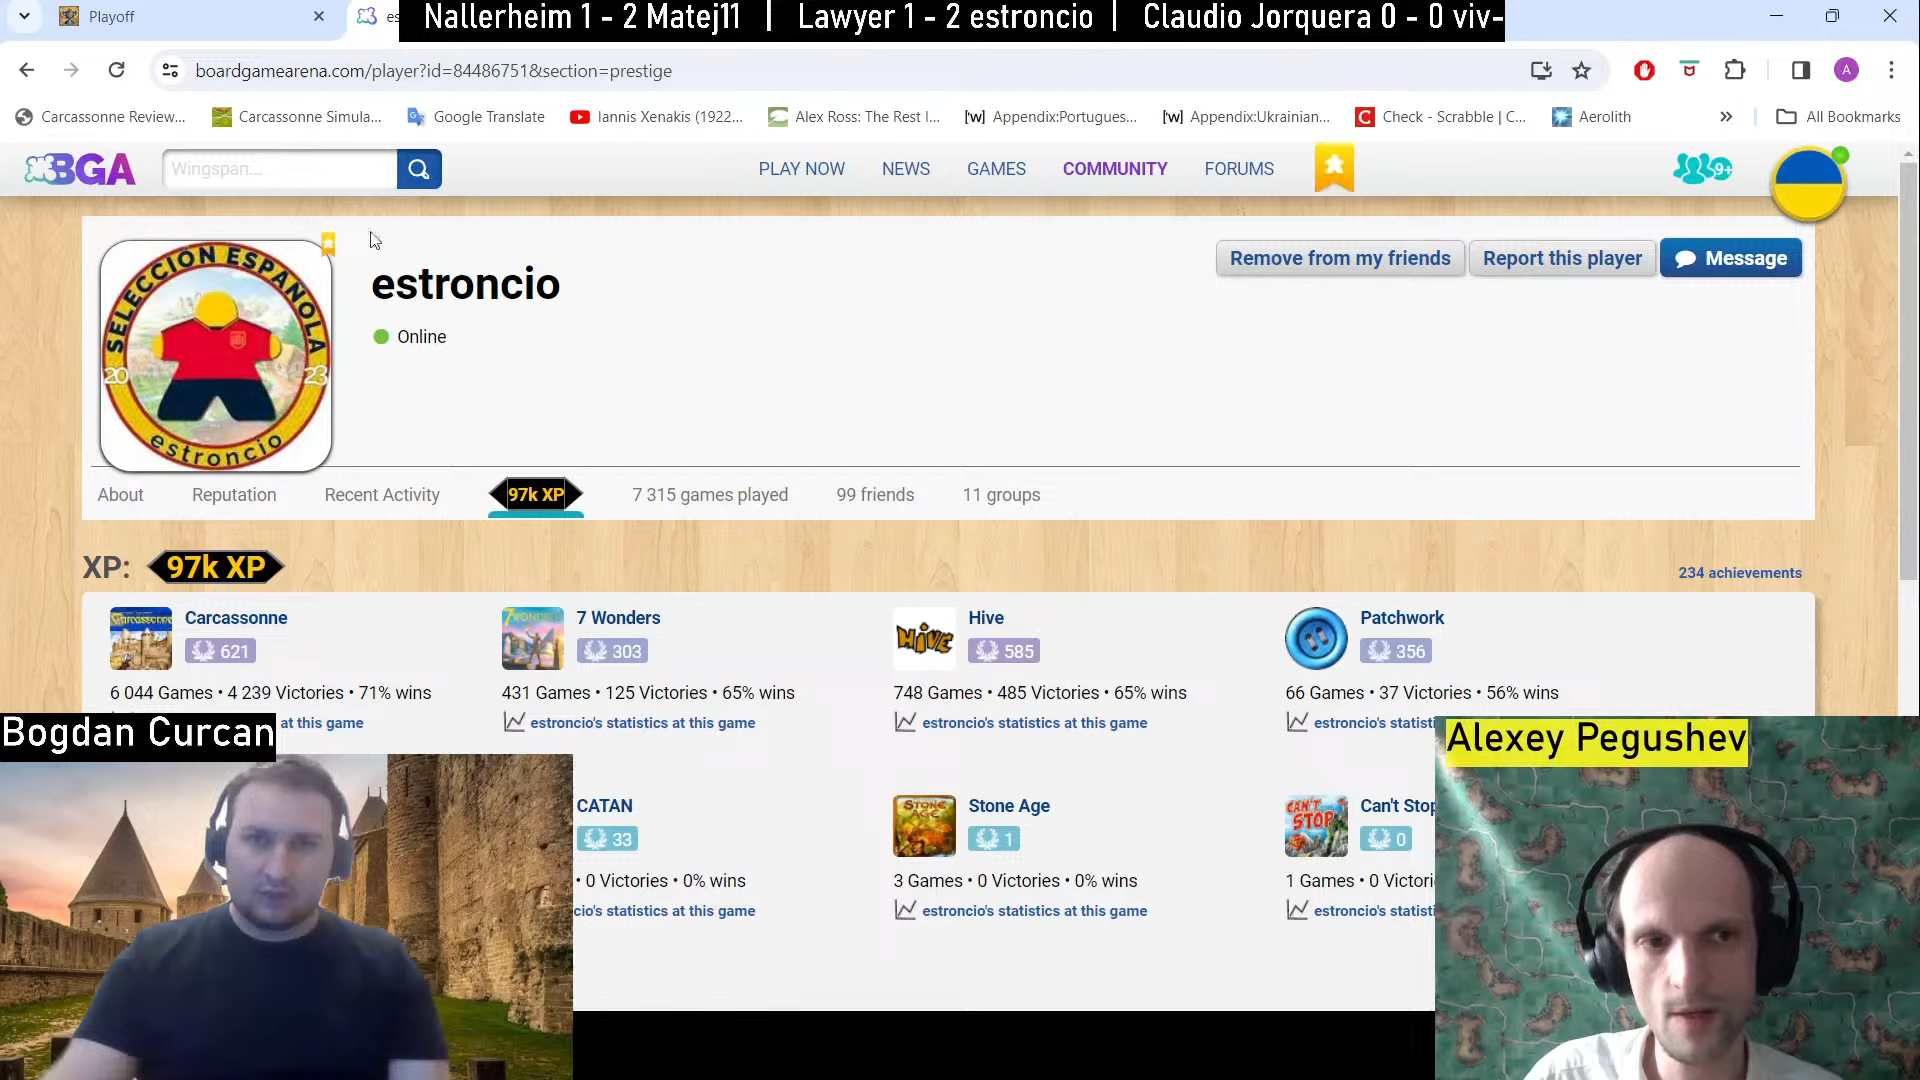 Playoff
es
Nallerheim 1 - 2 Matej11 | Lawyer 1 - 2 estroncio | Claudio Jorquera 0 - 0 viv-
boardgamearena.com/player?id=84486751&section=prestige
A
Carcassonne Review...
Carcassonne Simula...
Google Translate
Iannis Xenakis (1922...
Alex Ross: The Rest I...
[w] Appendix:Portugues...
[w] Appendix:Ukrainian...
C Check - Scrabble | C...
Aerolith
»
All Bookmarks
BGA
Wingspan...
PLAY NOW
NEWS
GAMES
COMMUNITY
FORUMS
9+
SELECCIÓN ESPAÑOLA
20 23
estroncio
estroncio
Online
Remove from my friends
Report this player
Message
About
Reputation
Recent Activity
97k XP
7 315 games played
99 friends
11 groups
XP: 97k XP
234 achievements
Carcassonne
621
6 044 Games • 4 239 Victories • 71% wins
at this game
7 Wonders
303
431 Games • 125 Victories • 65% wins
estroncio's statistics at this game
HIVE
Hive
585
748 Games • 485 Victories • 65% wins
estroncio's statistics at this game
Patchwork
356
66 Games • 37 Victories • 56% wins
estroncio's statisti
Bogdan Curcan
Alexey Pegushev
CATAN
33
• 0 Victories • 0% wins
cio's statistics at this game
STONE AGE
Stone Age
1
3 Games • 0 Victories • 0% wins
estroncio's statistics at this game
CAN'T STOP
Can't Stop
0
1 Games • 0 Victori
estroncio's statisti